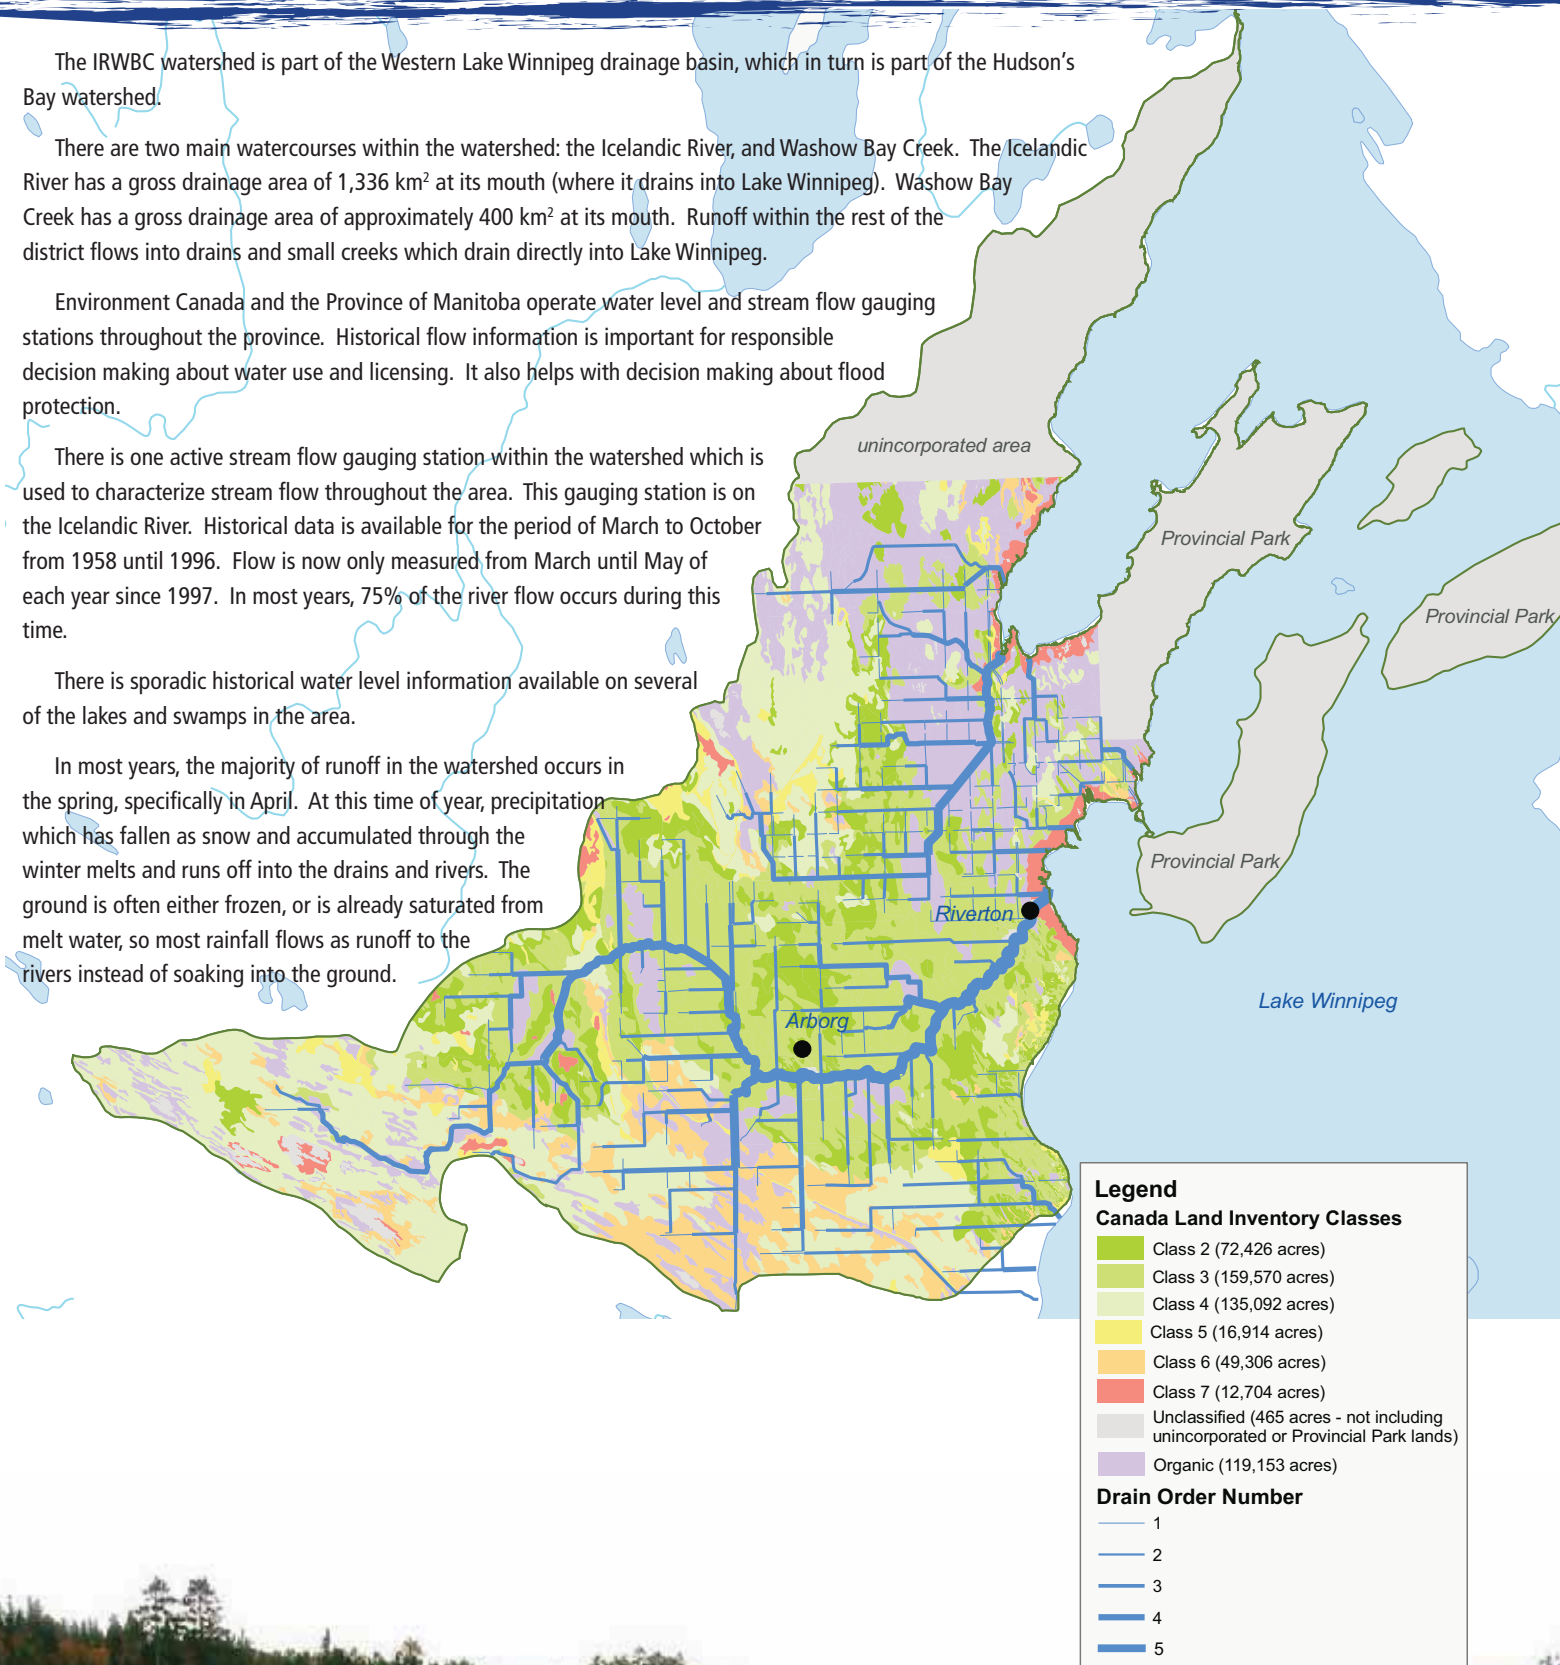 The IRWBC watershed is part of the Western Lake Winnipeg drainage basin, which in turn is part of the Hudson's
Bay watershed.
There are two main watercourses within the watershed: the Icelandic River, and Washow Bay Creek. The Icelandic
River has a gross drainage area of 1,336 km² at its mouth (where it drains into Lake Winnipeg). Washow Bay
Creek has a gross drainage area of approximately 400 km² at its mouth. Runoff within the rest of the
district flows into drains and small creeks which drain directly into Lake Winnipeg.
Environment Canada and the Province of Manitoba operate water level and stream flow gauging
stations throughout the province. Historical flow information is important for responsible
decision making about water use and licensing. It also helps with decision making about flood
protection.
There is one active stream flow gauging station within the watershed which is
used to characterize stream flow throughout the area. This gauging station is on
the Icelandic River. Historical data is available for the period of March to October
from 1958 until 1996. Flow is now only measured from March until May of
each year since 1997. In most years, 75% of the river flow occurs during this
time.
There is sporadic historical water level information available on several
of the lakes and swamps in the area.
In most years, the majority of runoff in the watershed occurs in
the spring, specifically in April. At this time of year, precipitation
which has fallen as snow and accumulated through the
winter melts and runs off into the drains and rivers. The
ground is often either frozen, or is already saturated from
melt water, so most rainfall flows as runoff to the
rivers instead of soaking into the ground.
unincorporated area
Provincial Park
Provincial Park
Provincial Park
Riverton
Lake Winnipeg
Arborg
Legend
Canada Land Inventory Classes
Class 2 (72,426 acres)
Class 3 (159,570 acres)
Class 4 (135,092 acres)
Class 5 (16,914 acres)
Class 6 (49,306 acres)
Class 7 (12,704 acres)
Unclassified (465 acres - not including
unincorporated or Provincial Park lands)
Organic (119,153 acres)
Drain Order Number
1
2
3
4
5